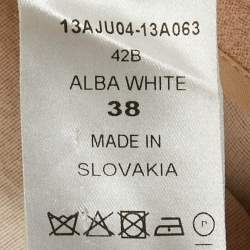 13AJU04-13A063
42B
ALBA WHITE
38
MADE IN
SLOVAKIA